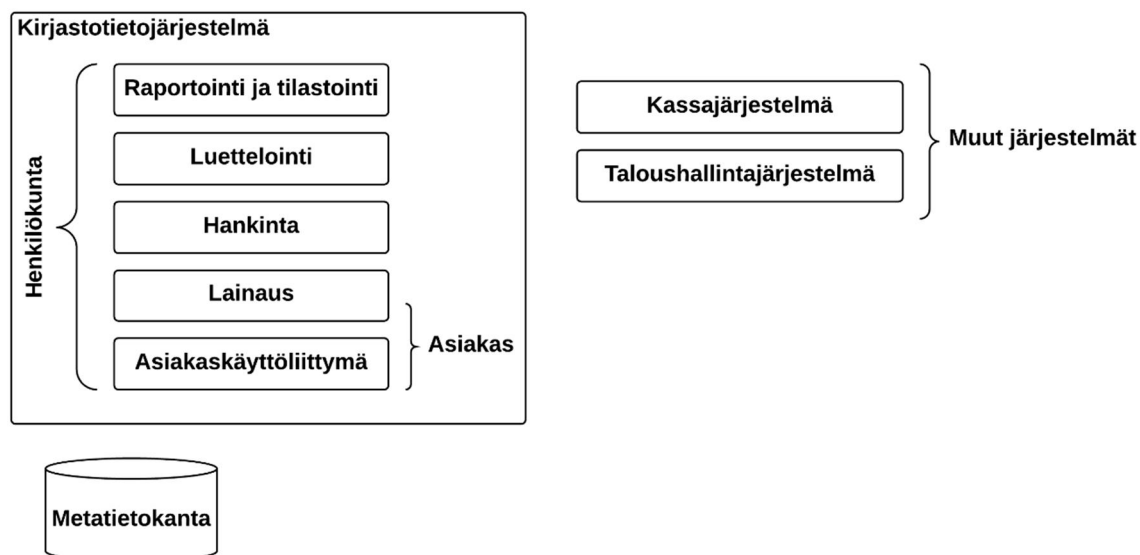 Kirjastotietojärjestelmä
Henkilökunta
Raportointi ja tilastointi
Luettelointi
Hankinta
Lainaus
Asiakaskäyttöliittymä
Asiakas
Kassajärjestelmä
Taloushallintajärjestelmä
Muut järjestelmät
Metatietokanta